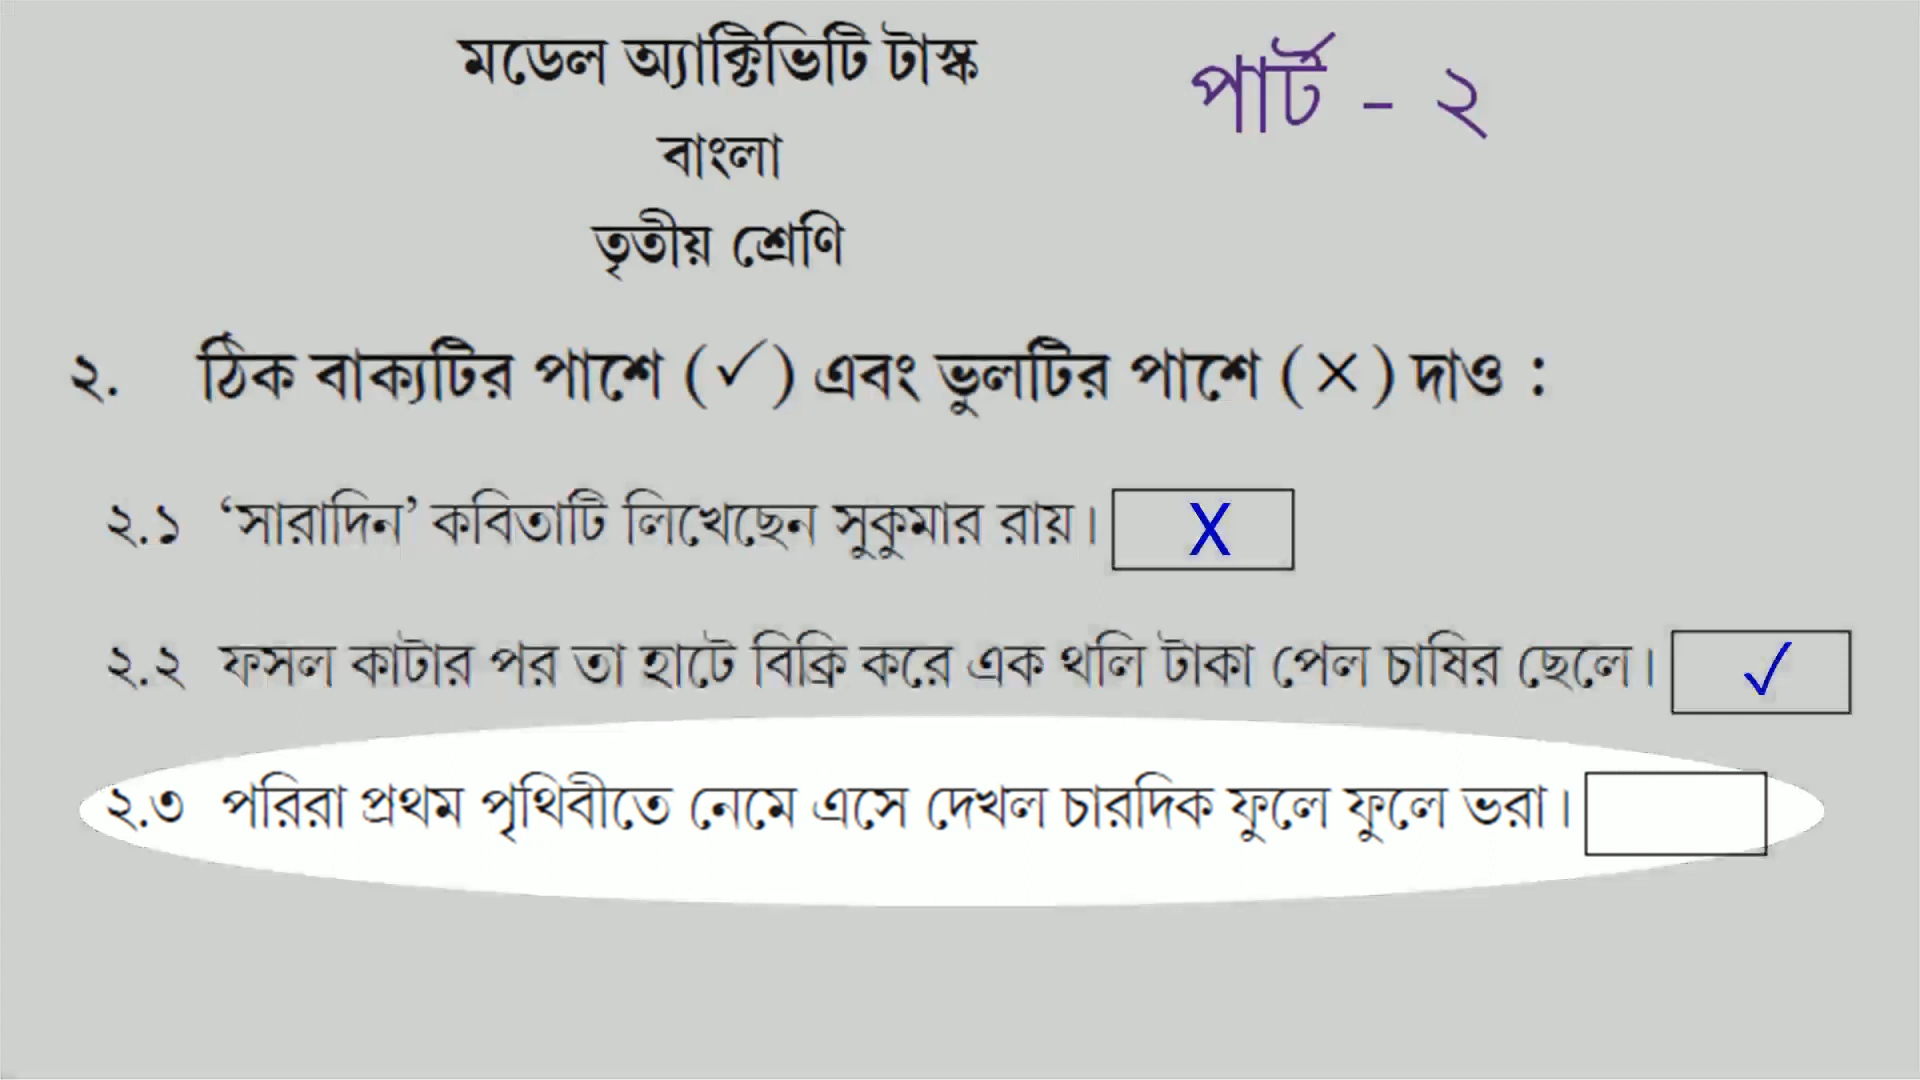 মডেল অ্যাক্টিভিটি টাস্ক
পার্ট - ২
বাংলা
তৃতীয় শ্রেণি
২. ঠিক বাক্যটির পাশে (✓) এবং ভুলটির পাশে (×) দাও :
২.১ ‘সারাদিন’ কবিতাটি লিখেছেন সুকুমার রায়। X
২.২ ফসল কাটার পর তা হাটে বিক্রি করে এক থলি টাকা পেল চাষির ছেলে। ✓
২.৩ পরিরা প্রথম পৃথিবীতে নেমে এসে দেখল চারদিক ফুলে ফুলে ভরা।